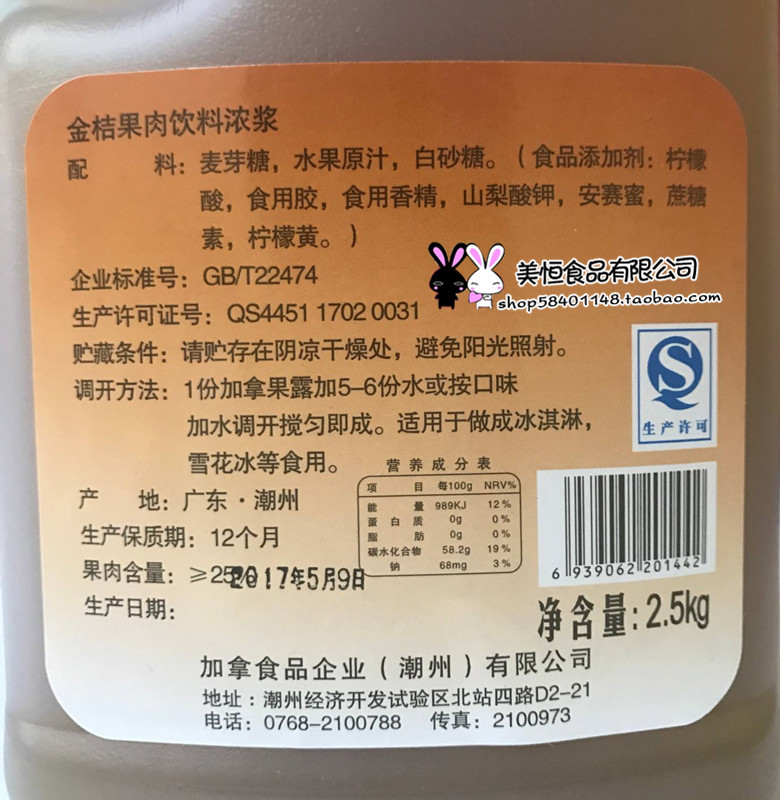 金桔果肉饮料浓浆
配 料：麦芽糖，水果原汁，白砂糖。（食品添加剂：柠檬
酸，食用胶，食用香精，山梨酸钾，安赛蜜，蔗糖
素，柠檬黄。）
企业标准号：GB/T22474
美恒食品有限公司
shop58401148.taobao.com
生产许可证号：QS4451 1702 0031
贮藏条件：请贮存在阴凉干燥处，避免阳光照射。
调开方法：1份加拿果露加5-6份水或按口味
加水调开搅匀即成。适用于做成冰淇淋，
雪花冰等食用。
生产许可
营养成分表
项 目 每100g NRV%
能 量 989KJ 12%
蛋白质 0g 0%
脂 肪 0g 0%
碳水化合物 58.2g 19%
钠 68mg 3%
产 地：广东·潮州
生产保质期：12个月
果肉含量：≥25
2017年5月9日
生产日期：
6 939062 201442
净含量：2.5kg
加拿食品企业（潮州）有限公司
地址：潮州经济开发试验区北站四路D2-21
电话：0768-2100788 传真：2100973